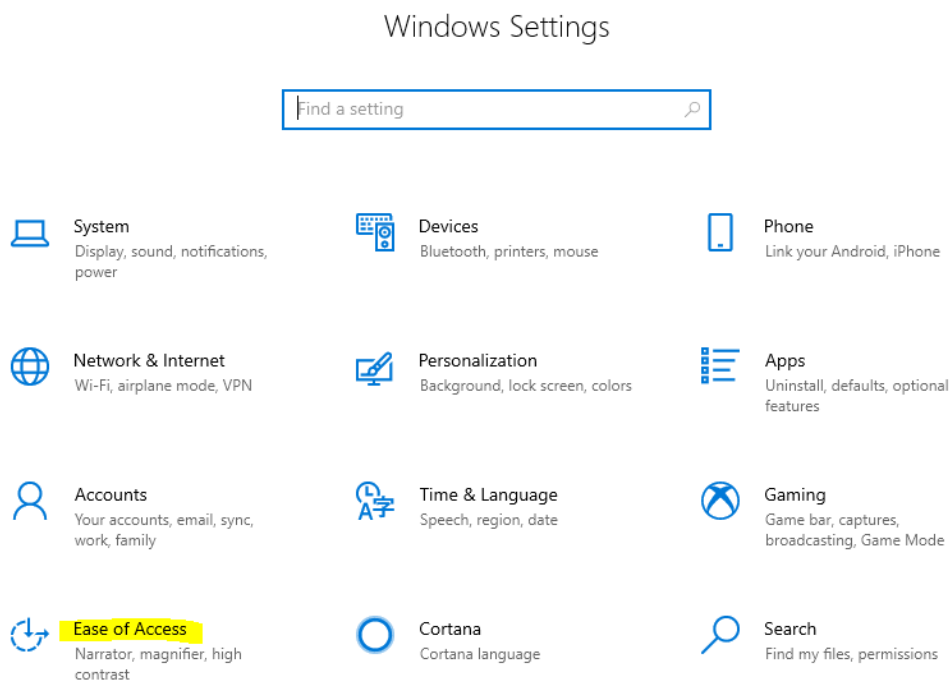 Windows Settings
Find a setting
System
Display, sound, notifications,
power
Devices
Bluetooth, printers, mouse
Phone
Link your Android, iPhone
Network & Internet
Wi-Fi, airplane mode, VPN
Personalization
Background, lock screen, colors
Apps
Uninstall, defaults, optional
features
Accounts
Your accounts, email, sync,
work, family
Time & Language
Speech, region, date
Gaming
Game bar, captures,
broadcasting, Game Mode
Ease of Access
Narrator, magnifier, high
contrast
Cortana
Cortana language
Search
Find my files, permissions